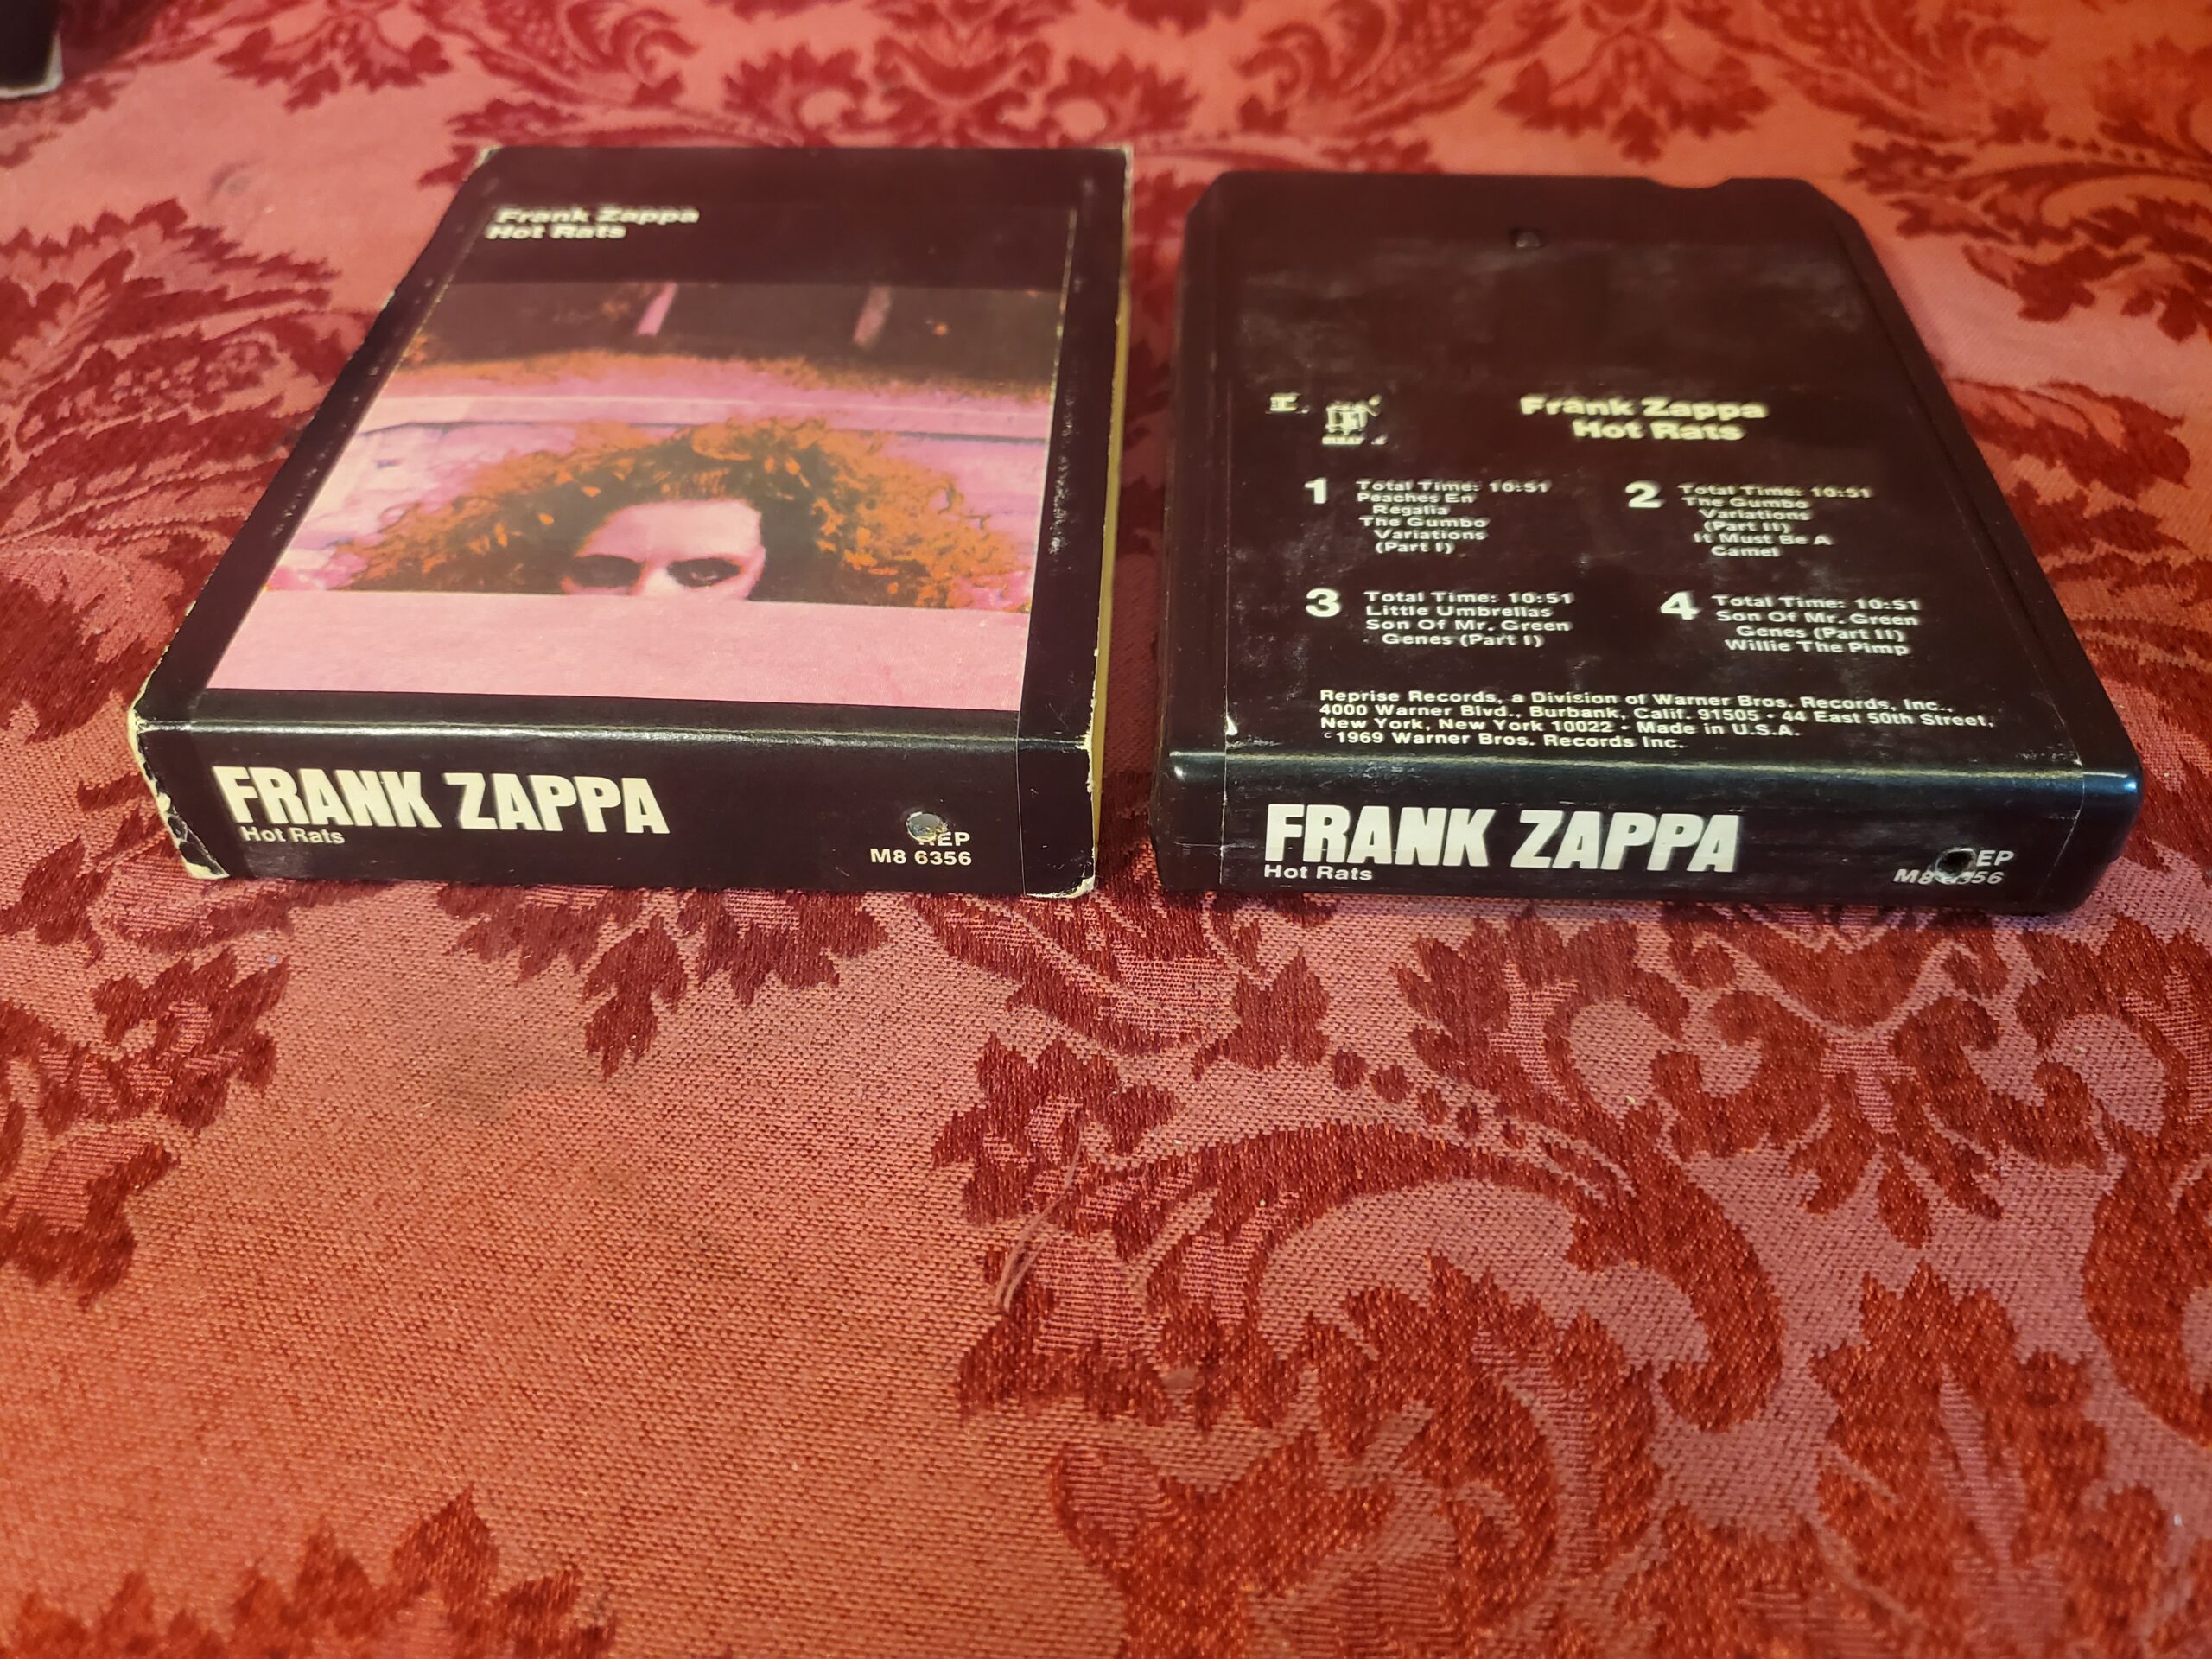 Frank Zappa
Hot Rats
FRANK ZAPPA
Hot Rats
M8 6356
Frank Zappa
Hot Rats
1
Total Time: 10:51
Peaches En
Regalia
The Gumbo
Variations
(Part I)
2
Total Time: 10:51
The Gumbo
Variations
(Part II)
It Must Be A
Camel
3
Total Time: 10:51
Little Umbrellas
Son Of Mr. Green
Genes (Part I)
4
Total Time: 10:51
Son Of Mr. Green
Genes (Part II)
Willie The Pimp
Reprise Records, a Division of Warner Bros. Records, Inc.,
4000 Warner Blvd., Burbank, Calif. 91505 • 44 East 50th Street,
New York, New York 10022 • Made in U.S.A.
©1969 Warner Bros. Records Inc.
FRANK ZAPPA
Hot Rats